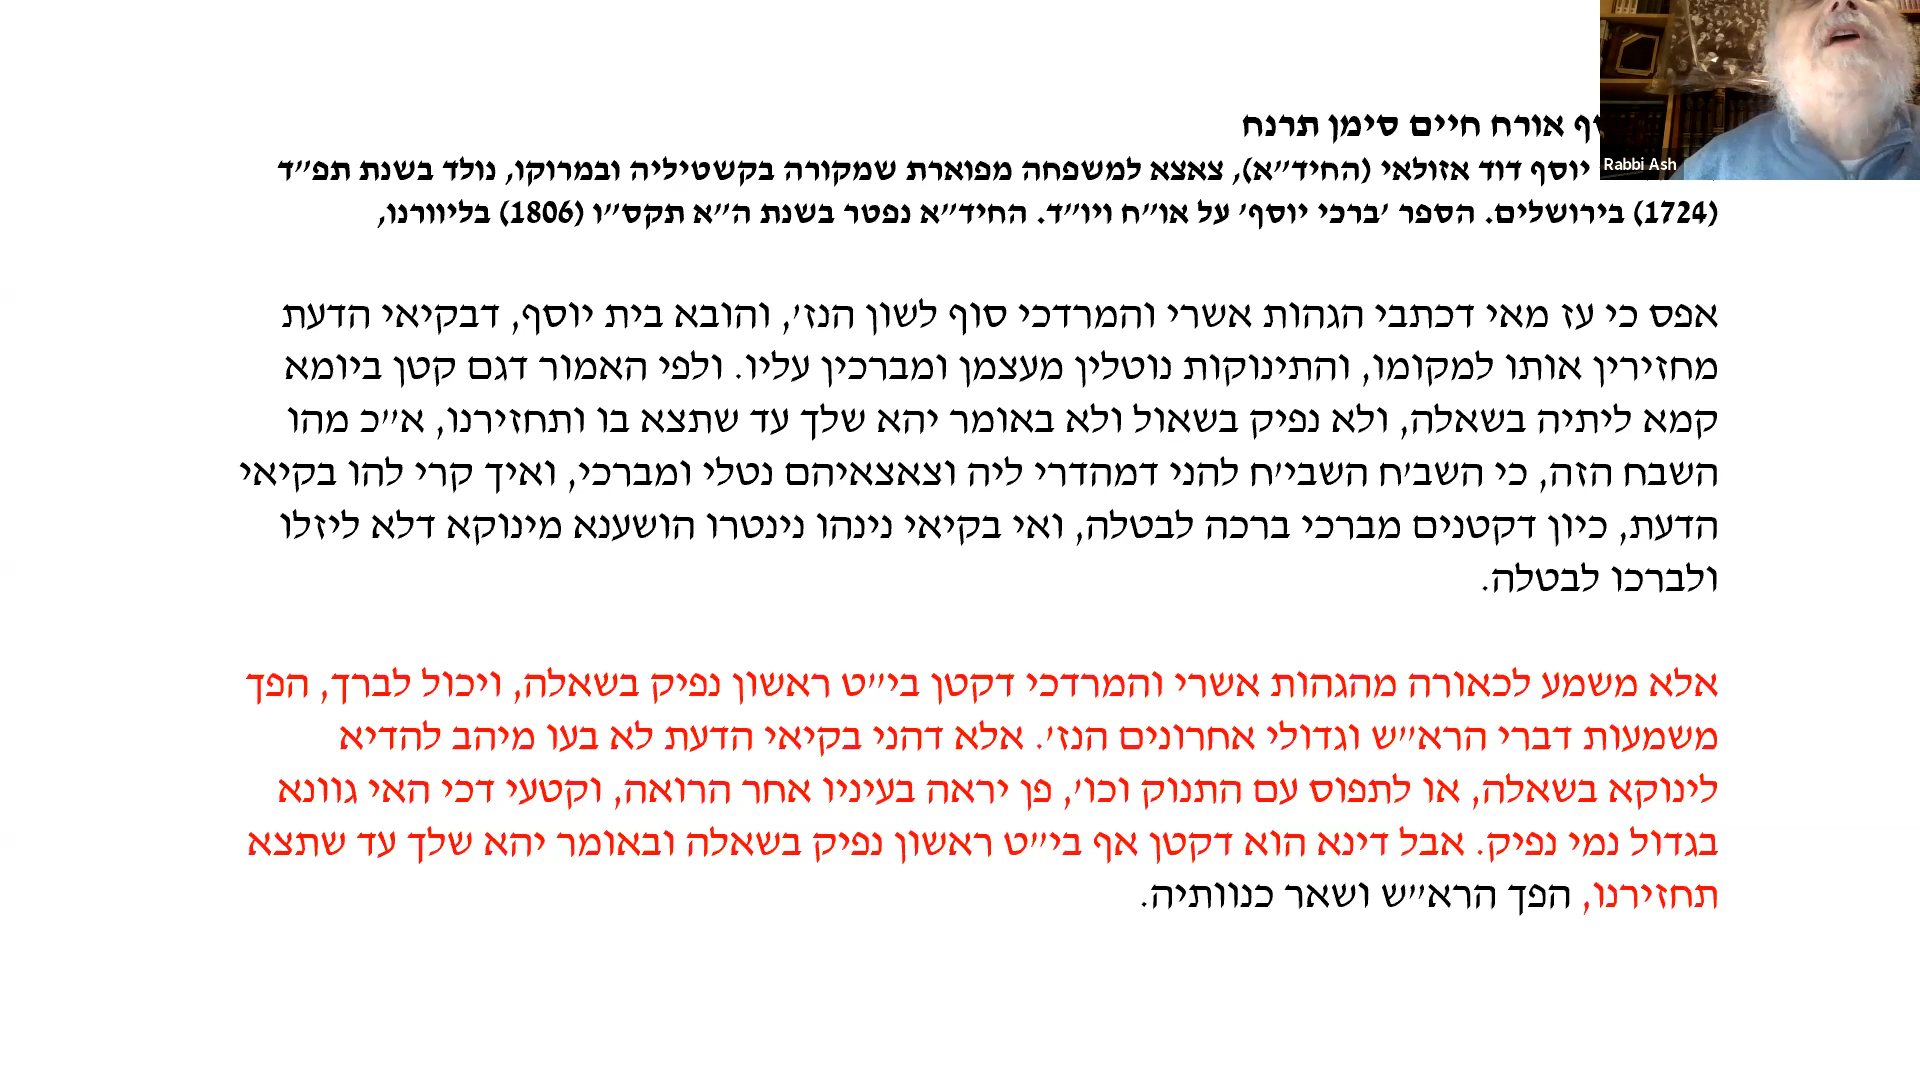 אורח חיים סימן תרנח
יוסף דוד אזולאי (החיד״א), צאצא למשפחה מפוארת שמקורה בקשטיליה ובמרוקו, נולד בשנת תפ״ד
(1724) בירושלים. הספר 'ברכי יוסף' על או״ח ויו״ד. החיד״א נפטר בשנת ה״א תקס״ו (1806) בליוורנו,
אפס כי עז מאי דכתבי הגהות אשרי והמרדכי סוף לשון הנז', והובא בית יוסף, דבקיאי הדעת
מחזירין אותו למקומו, והתינוקות נוטלין מעצמן ומברכין עליו. ולפי האמור דגם קטן ביומא
קמא ליתיה בשאלה, ולא נפיק בשאול ולא באומר יהא שלך עד שתצא בו ותחזירנו, א״כ מהו
השבח הזה, כי השב'ח השבי'ח להני דמהדרי ליה וצאצאיהם נטלי ומברכי, ואיך קרי להו בקיאי
הדעת, כיון דקטנים מברכי ברכה לבטלה, ואי בקיאי נינהו נינטרו הושענא מינוקא דלא ליזלו
ולברכו לבטלה.
אלא משמע לכאורה מהגהות אשרי והמרדכי דקטן בי״ט ראשון נפיק בשאלה, ויכול לברך, הפך
משמעות דברי הרא״ש וגדולי אחרונים הנז'. אלא דהני בקיאי הדעת לא בעו מיהב להדיא
לינוקא בשאלה, או לתפוס עם התנוק וכו', פן יראה בעיניו אחר הרואה, וקטעי דכי האי גוונא
בגדול נמי נפיק. אבל דינא הוא דקטן אף בי״ט ראשון נפיק בשאלה ובאומר יהא שלך עד שתצא
תחזירנו, הפך הרא״ש ושאר כנוותיה.
Rabbi Ash